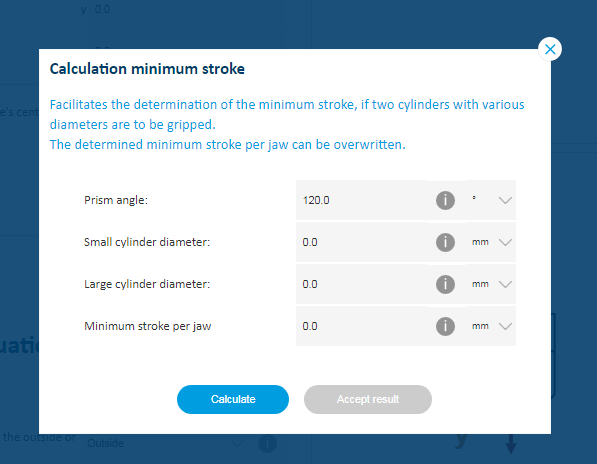 y 0.0
Calculation minimum stroke
Facilitates the determination of the minimum stroke, if two cylinders with various
diameters are to be gripped.
The determined minimum stroke per jaw can be overwritten.
e's cent
Prism angle: 120.0 i °
Small cylinder diameter: 0.0 i mm
Large cylinder diameter: 0.0 i mm
Minimum stroke per jaw 0.0 i mm
uati
Calculate Accept result
the outside or Outside i y